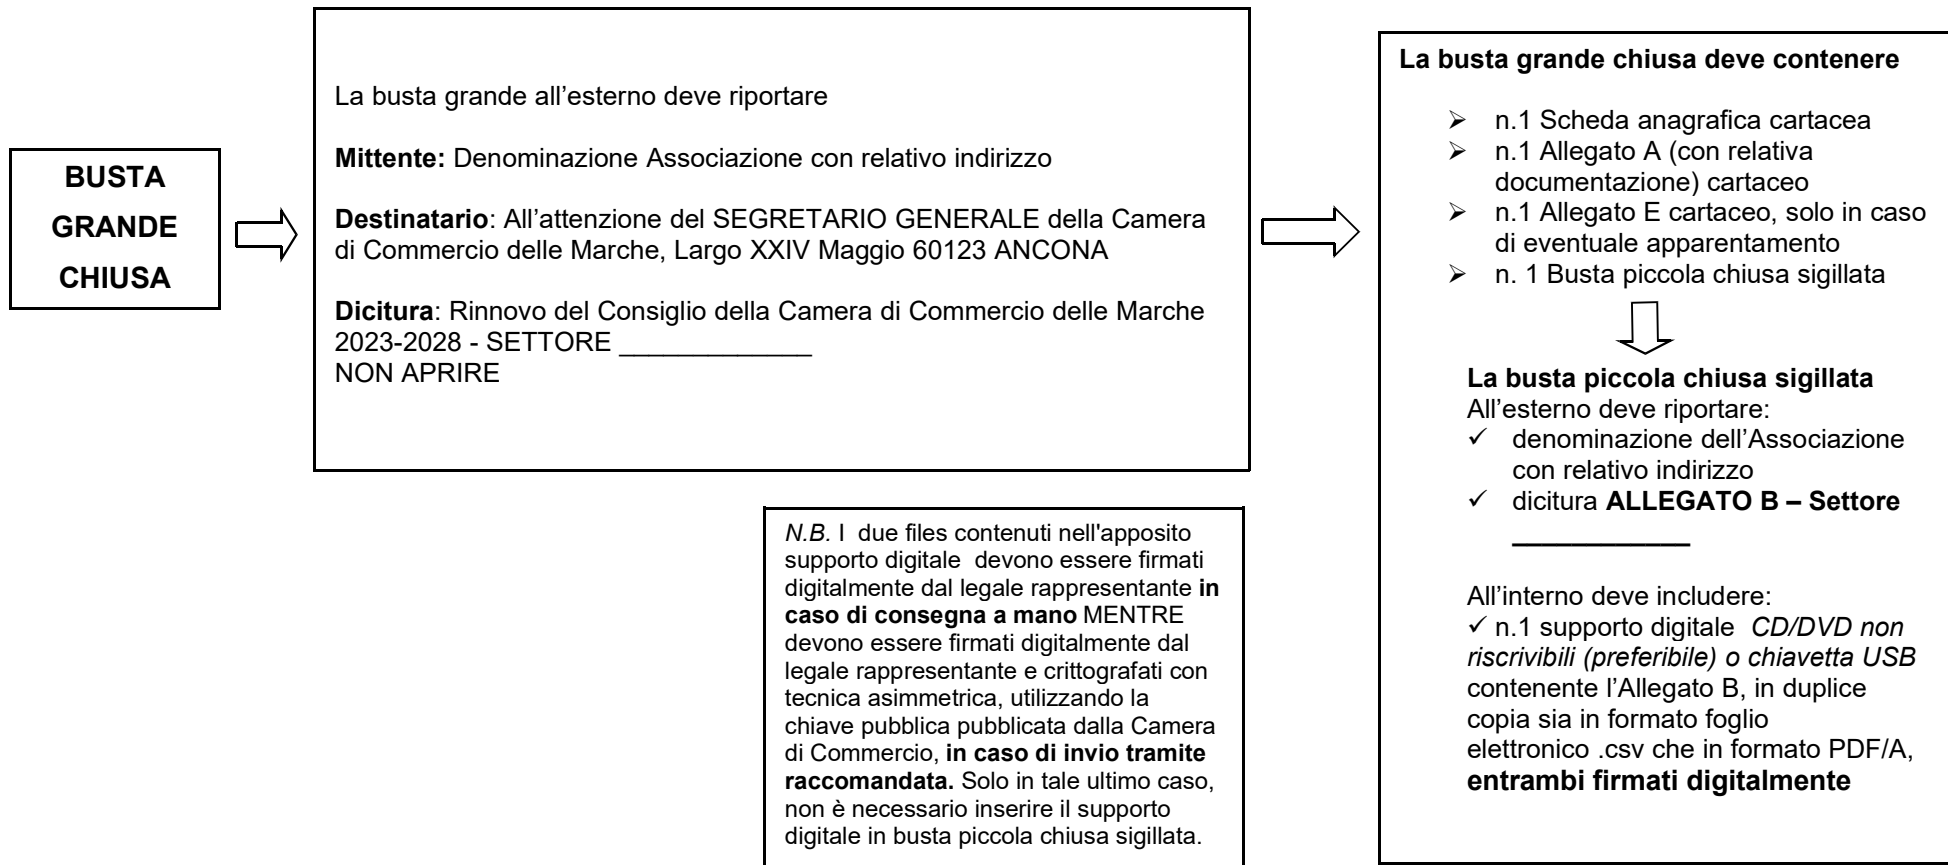 BUSTA
GRANDE
CHIUSA
La busta grande all’esterno deve riportare
Mittente: Denominazione Associazione con relativo indirizzo
Destinatario: All’attenzione del SEGRETARIO GENERALE della Camera
di Commercio delle Marche, Largo XXIV Maggio 60123 ANCONA
Dicitura: Rinnovo del Consiglio della Camera di Commercio delle Marche
2023-2028 - SETTORE _____________
NON APRIRE
La busta grande chiusa deve contenere
➢ n.1 Scheda anagrafica cartacea
➢ n.1 Allegato A (con relativa
documentazione) cartaceo
➢ n.1 Allegato E cartaceo, solo in caso
di eventuale apparentamento
➢ n. 1 Busta piccola chiusa sigillata
La busta piccola chiusa sigillata
All’esterno deve riportare:
✓ denominazione dell’Associazione
con relativo indirizzo
✓ dicitura ALLEGATO B – Settore
____________
All’interno deve includere:
✓ n.1 supporto digitale CD/DVD non
riscrivibili (preferibile) o chiavetta USB
contenente l’Allegato B, in duplice
copia sia in formato foglio
elettronico .csv che in formato PDF/A,
entrambi firmati digitalmente
N.B. I due files contenuti nell'apposito
supporto digitale devono essere firmati
digitalmente dal legale rappresentante in
caso di consegna a mano MENTRE
devono essere firmati digitalmente dal
legale rappresentante e crittografati con
tecnica asimmetrica, utilizzando la
chiave pubblica pubblicata dalla Camera
di Commercio, in caso di invio tramite
raccomandata. Solo in tale ultimo caso,
non è necessario inserire il supporto
digitale in busta piccola chiusa sigillata.